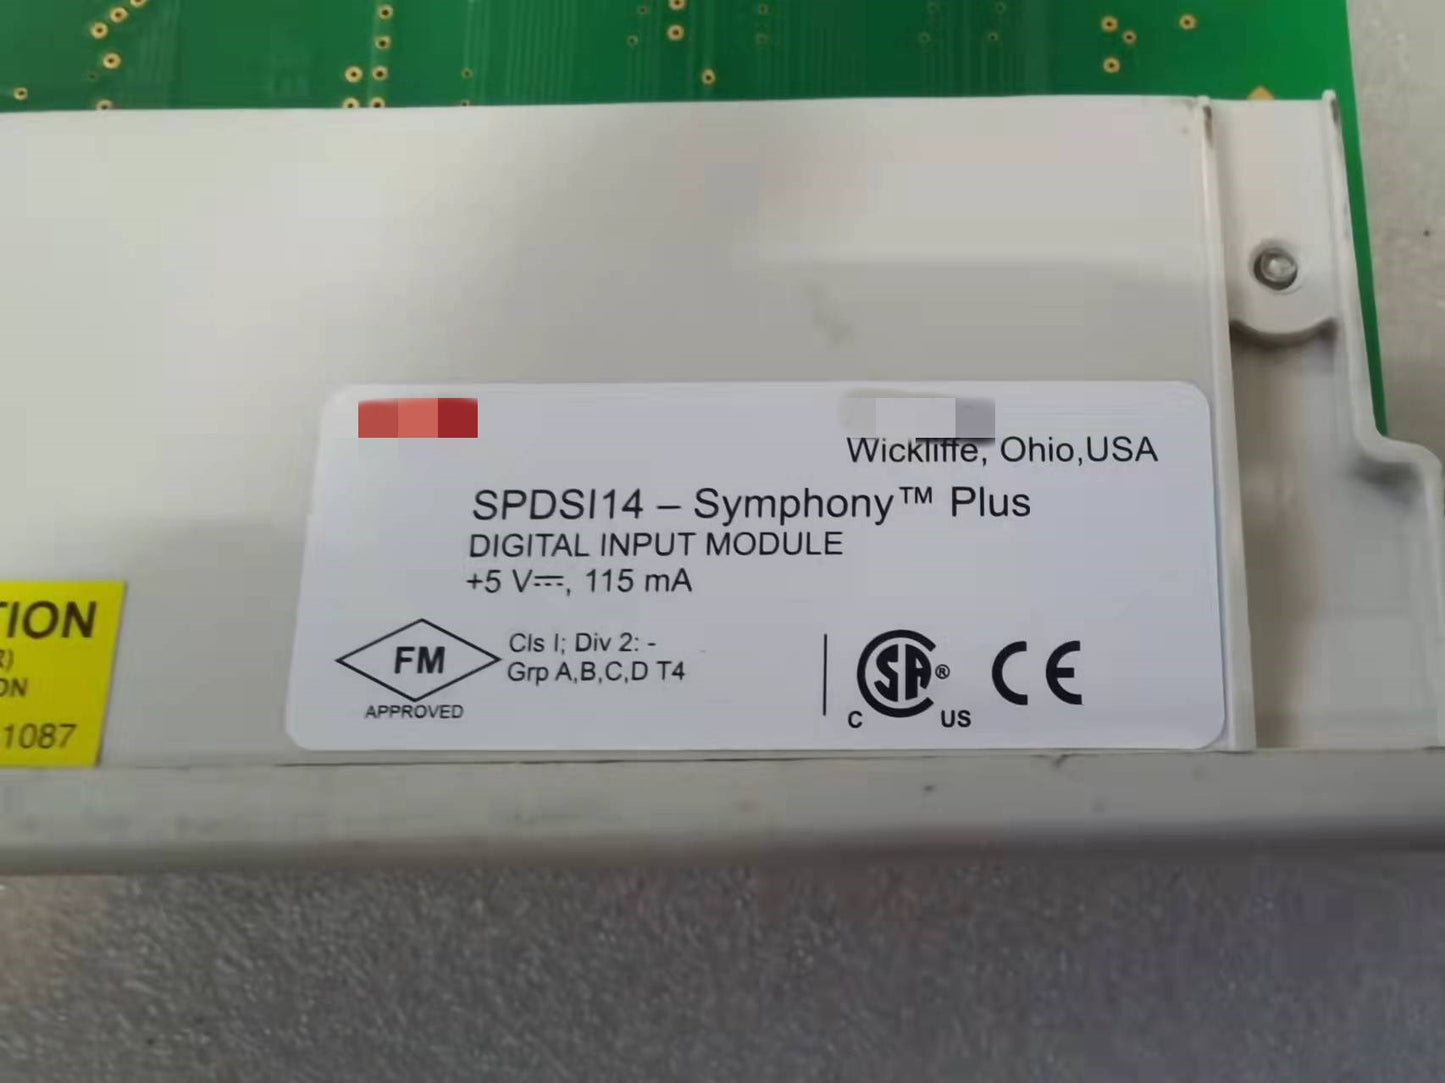 Wickliffe, Ohio,USA
SPDSI14 – Symphony™ Plus
DIGITAL INPUT MODULE
+5 V⎓, 115 mA
FM
APPROVED
Cls I; Div 2: -
Grp A,B,C,D T4
SA ®
C US
CE
TION
R)
ON
1087